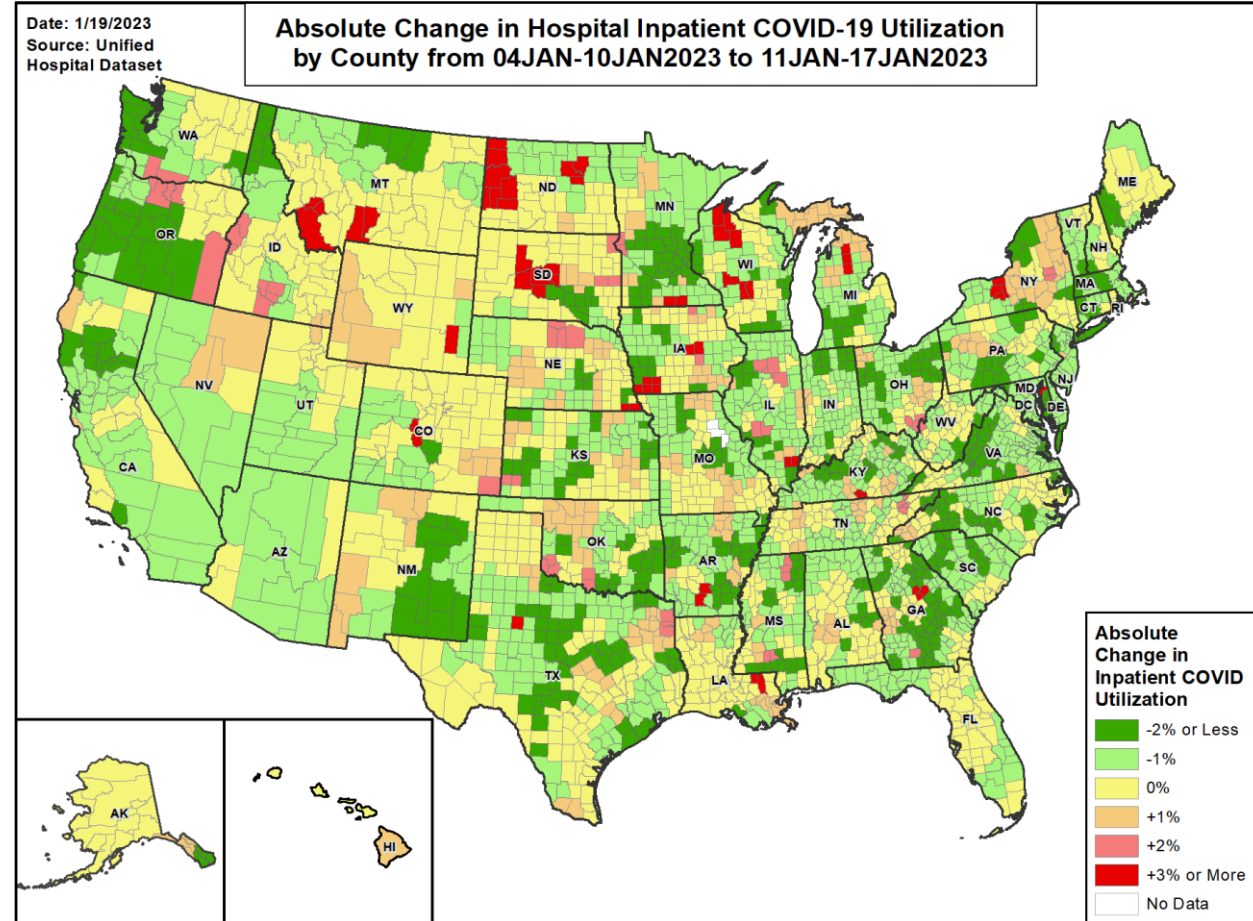 Date: 1/19/2023
Source: Unified
Hospital Dataset
Absolute Change in Hospital Inpatient COVID-19 Utilization
by County from 04JAN-10JAN2023 to 11JAN-17JAN2023
WA
MT
ND
MN
ME
OR
ID
SD
WI
MI
VT
NH
NY
MA
CT
RI
WY
NE
IA
PA
NJ
NV
UT
CO
IL
IN
OH
MD
DC
DE
WV
VA
CA
KS
MO
KY
NC
TN
AZ
NM
OK
AR
SC
GA
MS
AL
TX
LA
FL
AK
HI
Absolute
Change in
Inpatient COVID
Utilization
-2% or Less
-1%
0%
+1%
+2%
+3% or More
No Data